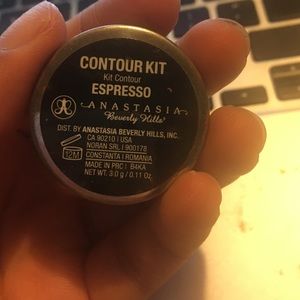 CONTOUR KIT
Kit Contour
ESPRESSO
ANASTASIA
Beverly Hills
DIST. BY ANASTASIA BEVERLY HILLS, INC.
CA 90210 | USA
NORAN SRL | 900178
12M
CONSTANTA | ROMANIA
MADE IN PRC | B4KA
NET WT. 3.0 g / 0.11 Oz.